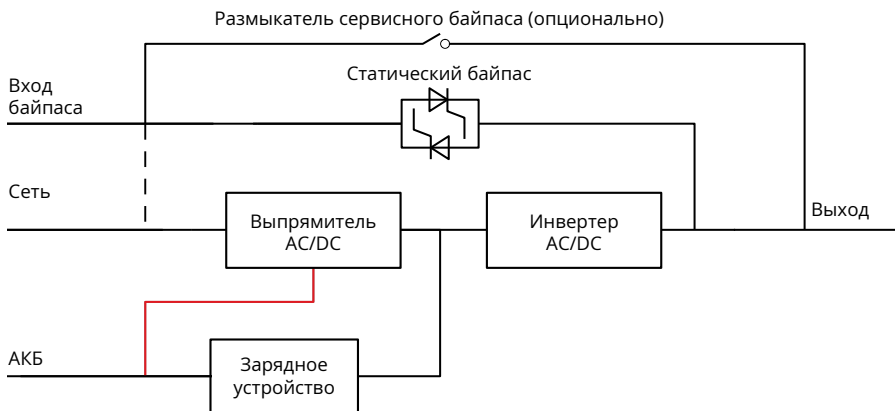 Размыкатель сервисного байпаса (опционально)
Статический байпас
Вход
байпаса
Сеть
Выпрямитель
AC/DC
Инвертер
AC/DC
Выход
АКБ
Зарядное
устройство